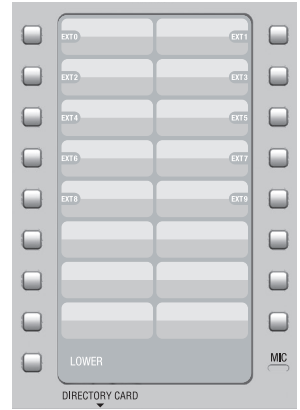 EXT0 EXT1
EXT2 EXT3
EXT4 EXT5
EXT6 EXT7
EXT8 EXT9
LOWER
MIC
DIRECTORY CARD